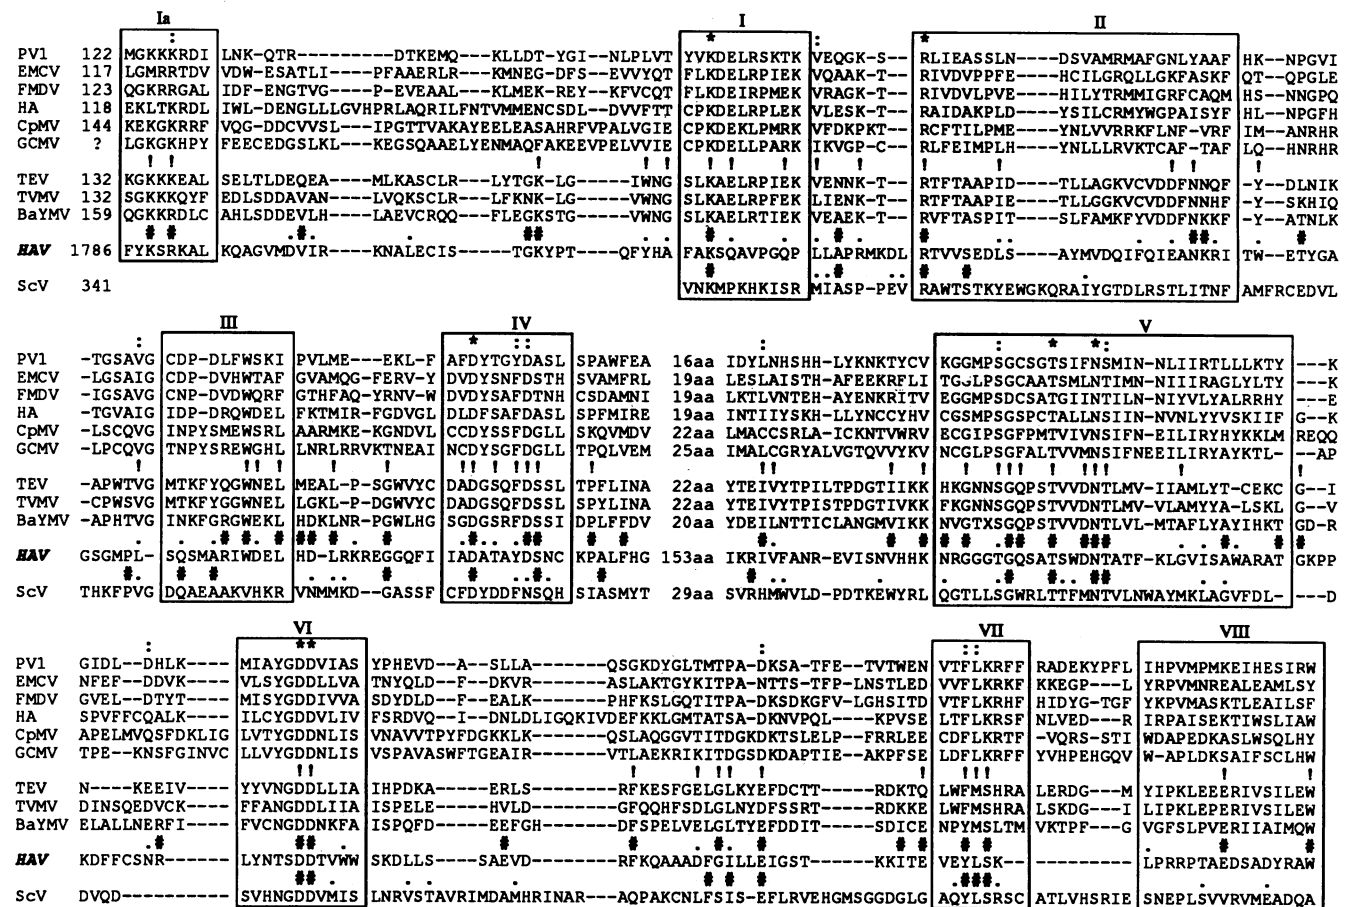 Ia I II
: * : *
PV1 122 MGKKKRDI LNK-QTR---------DTKEMQ----KLLDT-YGI--NLPLVT YVKDELRSKTK VEQGK-S-- RLIEASSLN----DSVAMRMAFGNLYAAF HK--NPGVI
EMCV 117 LGMRRTDV VDW-ESATLI----PFAAERLR----KMNEG-DFS--EVVYQT FLKDELRPIEK VQAAK-T-- RIVDVPPFE----HCILGRQLLGKFASKF QT--QPGLE
FMDV 123 QGKRRGAL IDF-ENGTVG-----P-EVEAAL---KLMEK-REY--KFVCQT FLKDEIRPMEK VRAGK-T-- RIVDVLPVE----HILYTRMMIGRFCAQM HS--NNGPQ
HA 118 EKLTKRDL IWL-DENGLLLGVHPRLAQRILFNTVMMENCSDL--DVVFTT CPKDELRPLEK VLESK-T-- RAIDAKPLD----YSILCRMYWGPAISYF HL--NPGFH
CpMV 144 KEKGKRRF VQG-DDCVVSL---IPGTTVAKAYEELEASAHRFVPALVGIE CPKDEKLPMRK VFDKPKT-- RCFTILPME----YNLVVRRKFLNF-VRF IM--ANRHR
GCMV ? LGKGKHPY FEECEDGSLKL---KEGSQAAELYENMAQFAKEEVPELVVIE CPKDELLPARK IKVGP-C-- RLFEIMPLH----YNLLLRVKTCAF-TAF LQ--HNRHR
TEV 132 KGKKKEAL SELTLDEQEA----MLKASCLR---LYTGK-LG-----IWNG SLKAELRPIEK VENNK-T-- RTFTAAPID----TLLAGKVCVDDFNNQF -Y--DLNIK
TVMV 132 SGKKKQYF EDLSDDAVAN----LVQKSCLR---LFKNK-LG-----VWNG SLKAELRPIEK LIENK-T-- RTFTAAPIE----TLLGGKVCVDDFNNHF -Y--SKHIQ
BaYMV 159 QGKKRDLC AHLSDDEVLH----LAEVCRQQ---FLEGKSTG-----VWNG SLKAELRTIEK VEAEK-T-- RVFTASPIT----SLFAMKFYVDDFNKKF -Y--ATNLK
HAV 1786 FYKSRKAL KQAGVMDVIR----KNALECIS------TGKYPT---QFYHA FAKSQAVPGQP LLAPRMKDL RTVVSEDLS----AYMVDQIFQIEANKRI TW--ETYGA
ScV 341 VNKMPKHKISR MIASP-PEV RAWTSTKYEWGKQRAIYGTDLRSTLITNF AMFRCEDVL
III IV V
PV1 -TGSAVG CDP-DLFWSKI PVLME---EKL-F AFDYTGYDASL SPAWFEA 16aa IDYLNHSHH-LYKNKTYCV KGGMPSGCSGTSIFNSMIN-NLIIRTLLLKTY ---K
EMCV -LGSAIG CDP-DVHWTAF GVAMQG-FERV-Y DVDYSNFDSTH SVAMFRL 19aa LESLAISTH-AFEEKRFLI TGJLPSGCAATSMLNTIMN-NIIIRAGLYLTY ---K
FMDV -IGSAVG CNP-DVDWQRF GTHFAQ-YRNV-W DVDYSAFDTNH CSDAMNI 19aa LKTLVNTEH-AYENKRITV EGGMPSDCSATGIINTILN-NIYVLYALRRHY ---E
HA -TGVAIG IDP-DRQWDEL FKTMIR-FGDVGL DLDFSAFDASL SPFMIRE 19aa INTIIYSKH-LLYNCCYHV CGSMPSGSPCTALLNSIIN-NVNLYYVSKIIF G--K
CpMV -LSCQVG INPYSMEWSRL AARMKE-KGNDVL CCDYSSFDGLL SKQVMDV 22aa LMACCSRLA-ICKNTVWRV ECGIPSGFPMTVIVNSIFN-EILIRYHYKKLM REQQ
GCMV -LPCQVG TNPYSREWGHL LNRLRRVKTNEAI NCDYSGFDGLL TPQLVEM 25aa IMALCGRYALVGTQVVYKV NCGLPSGFALTVVMNSIFNEEILIRYAYKTL- --AP
TEV -APWTVG MTKFYQGWNEL MEAL-P-SGWVYC DADGSQFDSSL TPFLINA 22aa YTEIVYTPILTPDGTIIKK HKGNNSGQPSTVVDNTLMV-IIAMLYT-CEKC G--I
TVMV -CPWSVG MTKFYGGWNEL LGKL-P-DGWVYC DADGSQFDSSL SPYLINA 22aa YTEIVYTPISTPDGTIIKK FKGNNSGQPSTVVDNTLMVVLAMYYA-LSKL G--V
BaYMV -APHTVG INKFGRGWEKL HDKLNRP-GWLHG SGDGSRFDSSI DPLFFDV 20aa YDEILNTTICLANGMVIKK NVGTXSGQPSTVVDNTLVL-MTAFLYAYIHKT GD-R
HAV GSGMPL- SQSMARIWDEL HD-LRKREGGQFI IADATAYDSNC KPALFHG 153aa IKRIVFANR-EVISNVHHK NRGGGTGQSATSWDNTATF-KLGVISAWARAT GKPP
ScV THKFPVG DQAEAAKVHKR VNMMKD-GASSF CFDYDDFNSQH SIASMYT 29aa SVRHMWVLD-PDTKEWYRL QGTLLSGWRLTTFMNTVLNWAYMKLAGVFDL- ---D
VI VII VIII
PV1 GIDL--DHLK---- MIAYGDDVIAS YPHEVD--A--SLLA-------QSGKDYGLTMTPA-DKSA-TFE--TVTWEN VTFLKRFF RADEKYPFL IHPVMPMKEIHESIRW
EMCV NFEF--DDVK---- VLSYGDDLLVA TNYQLD--F--DKVR-------ASLAKTGYKITPA-NTTS-TFP-LNSTLED VVFLKRKF KKEGP---L YRPVMNREALEAMLSY
FMDV GVEL--DTYT---- MISYGDDIVVA SDYDLD--F--EALK-------PHFKSLGQTITPA-DKSDKGFV-LGHSITD VTFLKRHF HIDYG-TGF YKPVMASKTLEAILSF
HA SPVFFCQALK---- ILCYGDDVLIV FSRDVQ--I--DNLDLIGQKIVDEFKKLGMTATSA-DKNVPQL----KPVSE LTFLKRSF NLVED---R IRPAISEKTIWSLIAW
CpMV APELMVQSFDKLIG LVTYGDDNLIS VNAVVTPYFDGKKLK-------QSLAQGGVTITDGKDKTSLELP--FRRLEE CDFLKRTF -VQRS-STI WDAPEDKASLWSQLHY
GCMV TPE--KNSFGINVC LLVYGDDNLIS VSPAVASWFTGEAIR-------VTLAEKRIKITDGSDKDAPTIE--AKPFSE LDFLKRRF YVHPEHGQV W-APLDKSAIFSCLHW
TEV N----KEEIV---- YYVNGDDLLIA IHPDKA------ERLS-------RFKESFGELGLKYEFDCTT----RDKTQ LWFMSHRA LERDG---M YIPKLEEERIVSILEW
TVMV DINSQEDVCK---- FFANGDDLIIA ISPELE------HVLD-------GFQQHFSDLGLNYDFSSRT----RDKKE LWFMSHRA LSKDG---I LIPKLEPERIVSILEW
BaYMV ELALLNERFI---- FVCNGDDNKFA ISPQFD------EEFGH------DFSPELVELGLTYEFDDIT----SDICE NPYMSLTM VKTPF---G VGFSLPVERIIAIMQW
HAV KDFFCSNR------ LYNTSDDTVWW SKDLLS----SAEVD-------RFKQAAADFGILLEIGST-----KKITE VEYLSK-- --------- LPRRPTAEDSADYRAW
ScV DVQD---------- SVHNGDDVMIS LNRVSTAVRIMDAMHRINAR---AQPAKCNLFSIS-EFLRVEHGMSGGDGLG AQYLSRSC ATLVHSRIE SNEPLSVVRVMEADQA